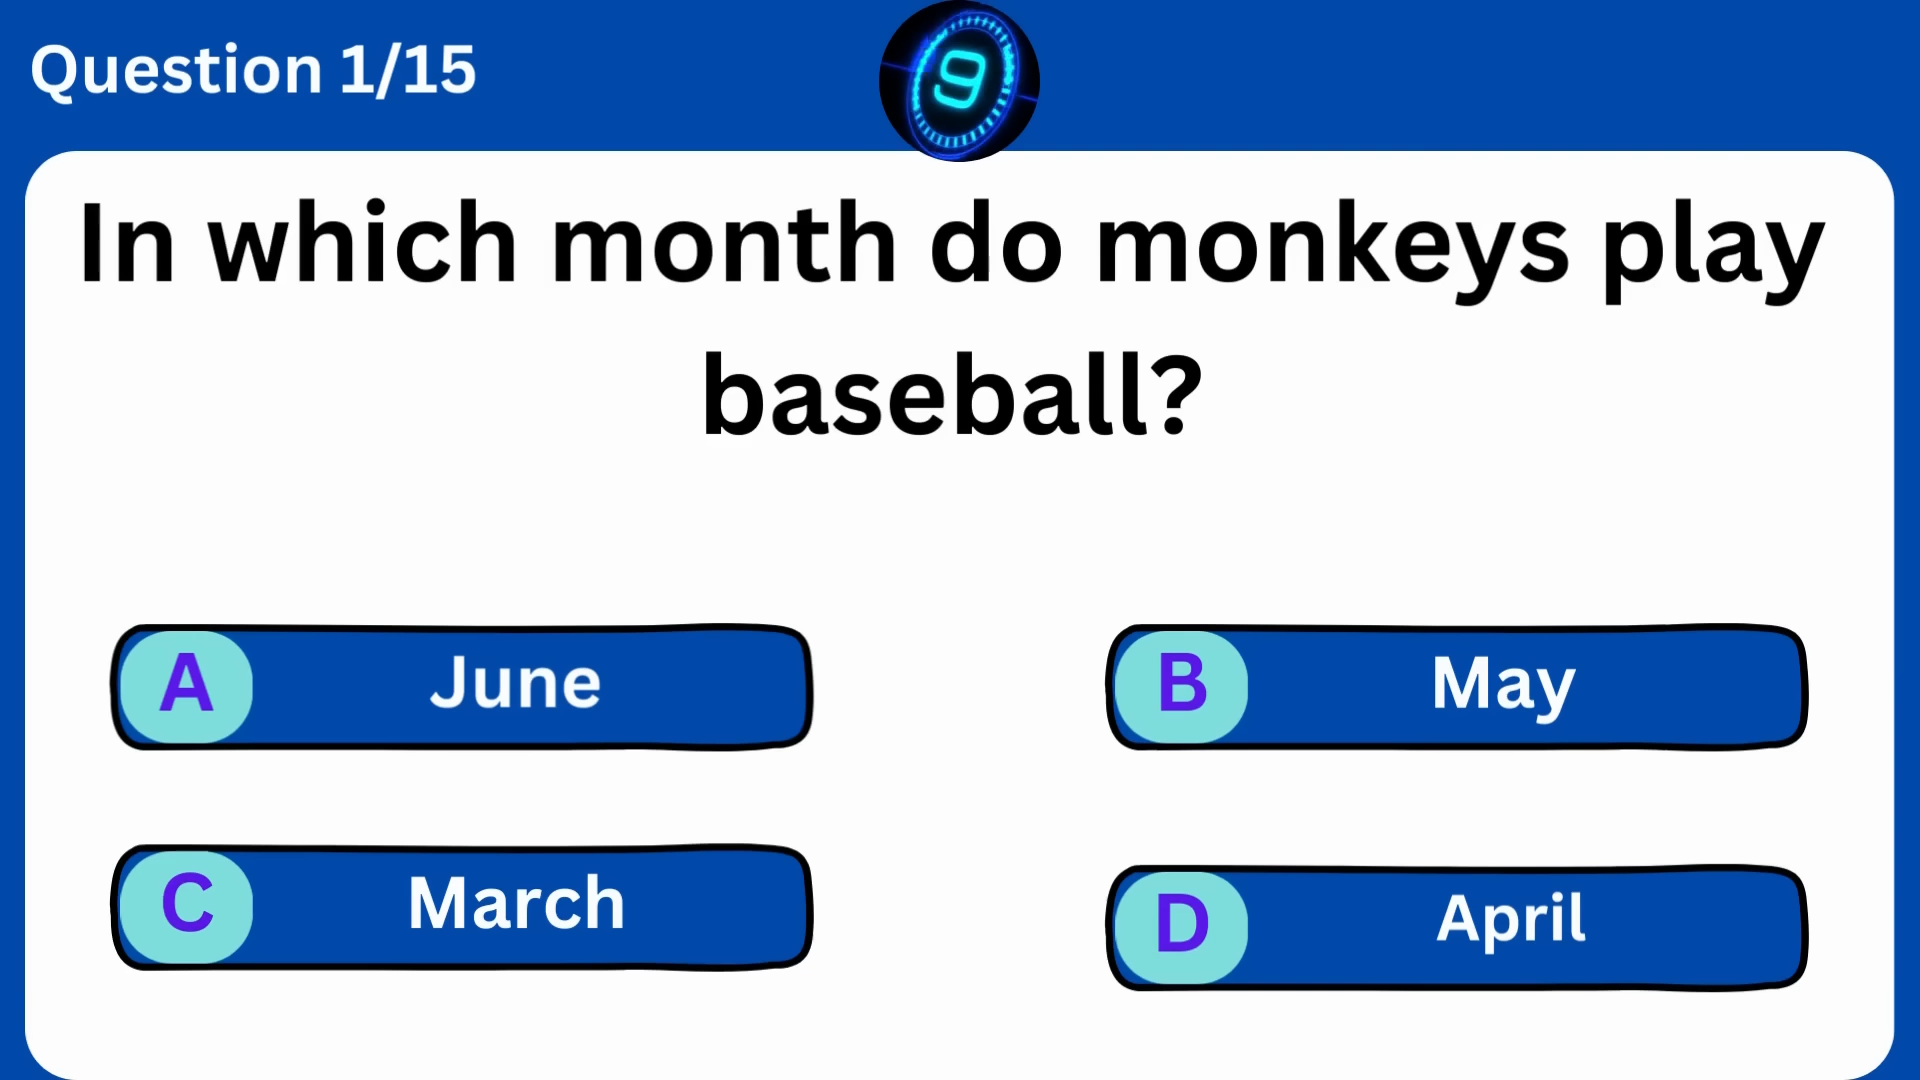 Question 1/15
9
In which month do monkeys play
baseball?
A June
B May
C March
D April